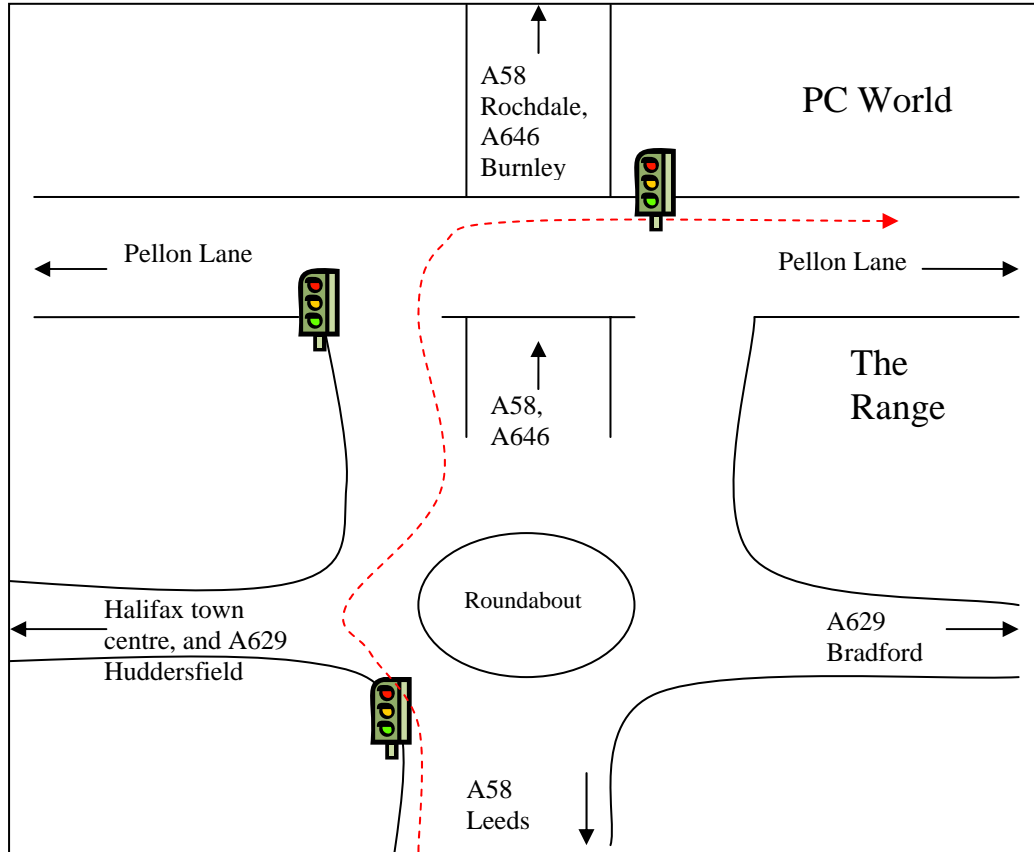 A58
Rochdale,
A646
Burnley
PC World
Pellon Lane
Pellon Lane
The
Range
A58,
A646
Roundabout
Halifax town
centre, and A629
Huddersfield
A629
Bradford
A58
Leeds